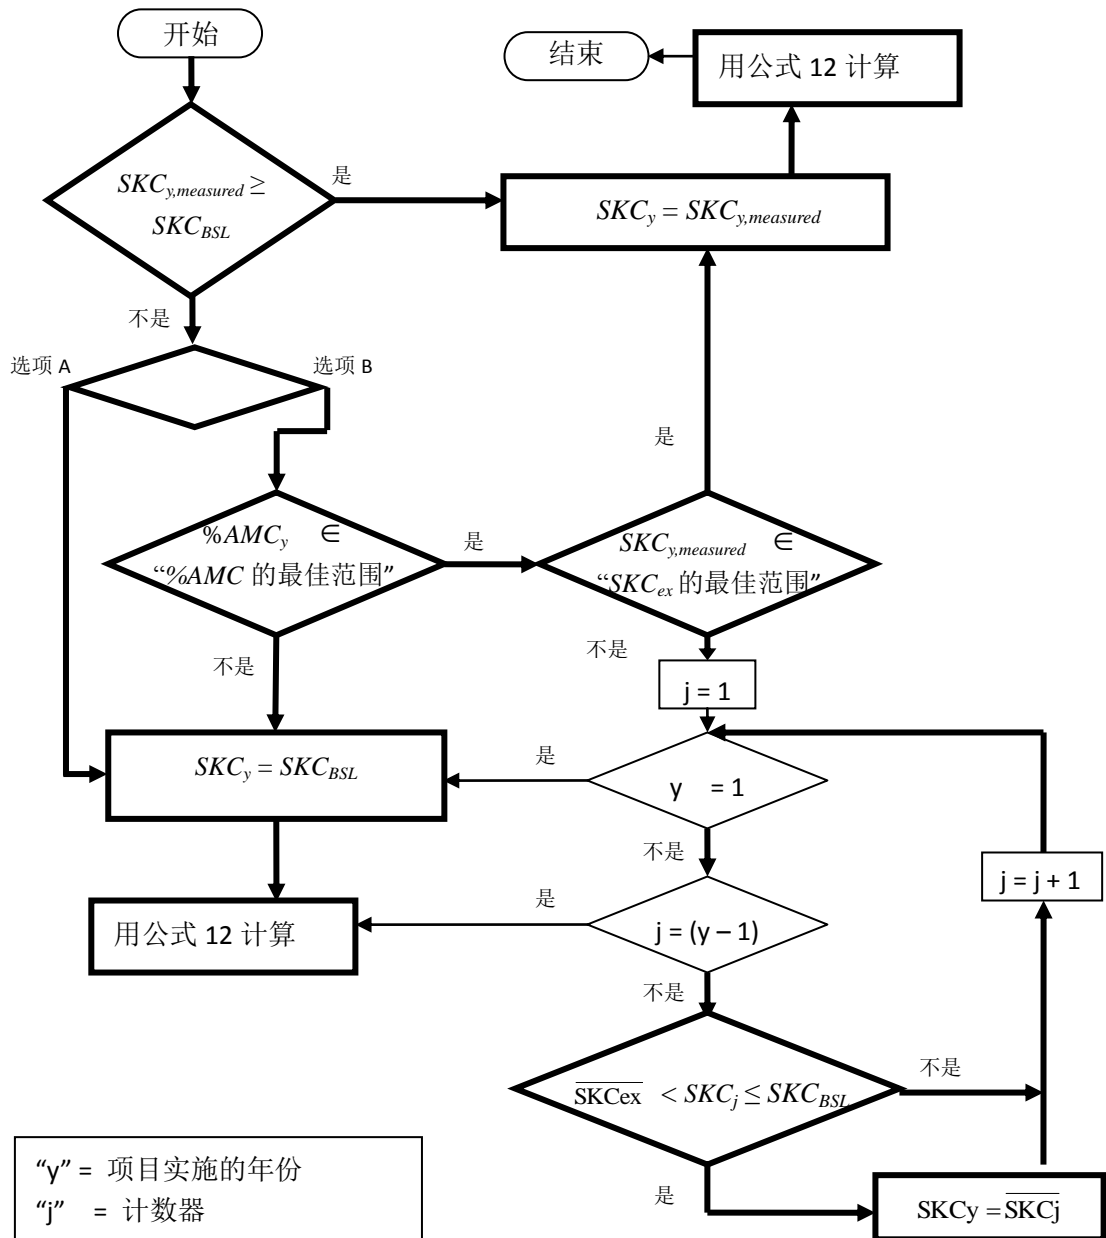 开始
结束
用公式 12 计算
SKCy,measured ≥
SKCBSL
是
SKCy = SKCy,measured
不是
选项 A
选项 B
是
%AMCy ∈
“%AMC 的最佳范围”
是
SKCy,measured ∈
“SKCex 的最佳范围”
不是
不是
j = 1
SKCy = SKCBSL
是
y = 1
不是
j = j + 1
用公式 12 计算
是
j = (y – 1)
不是
S̅K̅C̅e̅x̅ < SKCj ≤ SKCBSL
不是
是
SKCy = S̅K̅C̅j̅
“y” = 项目实施的年份
“j” = 计数器